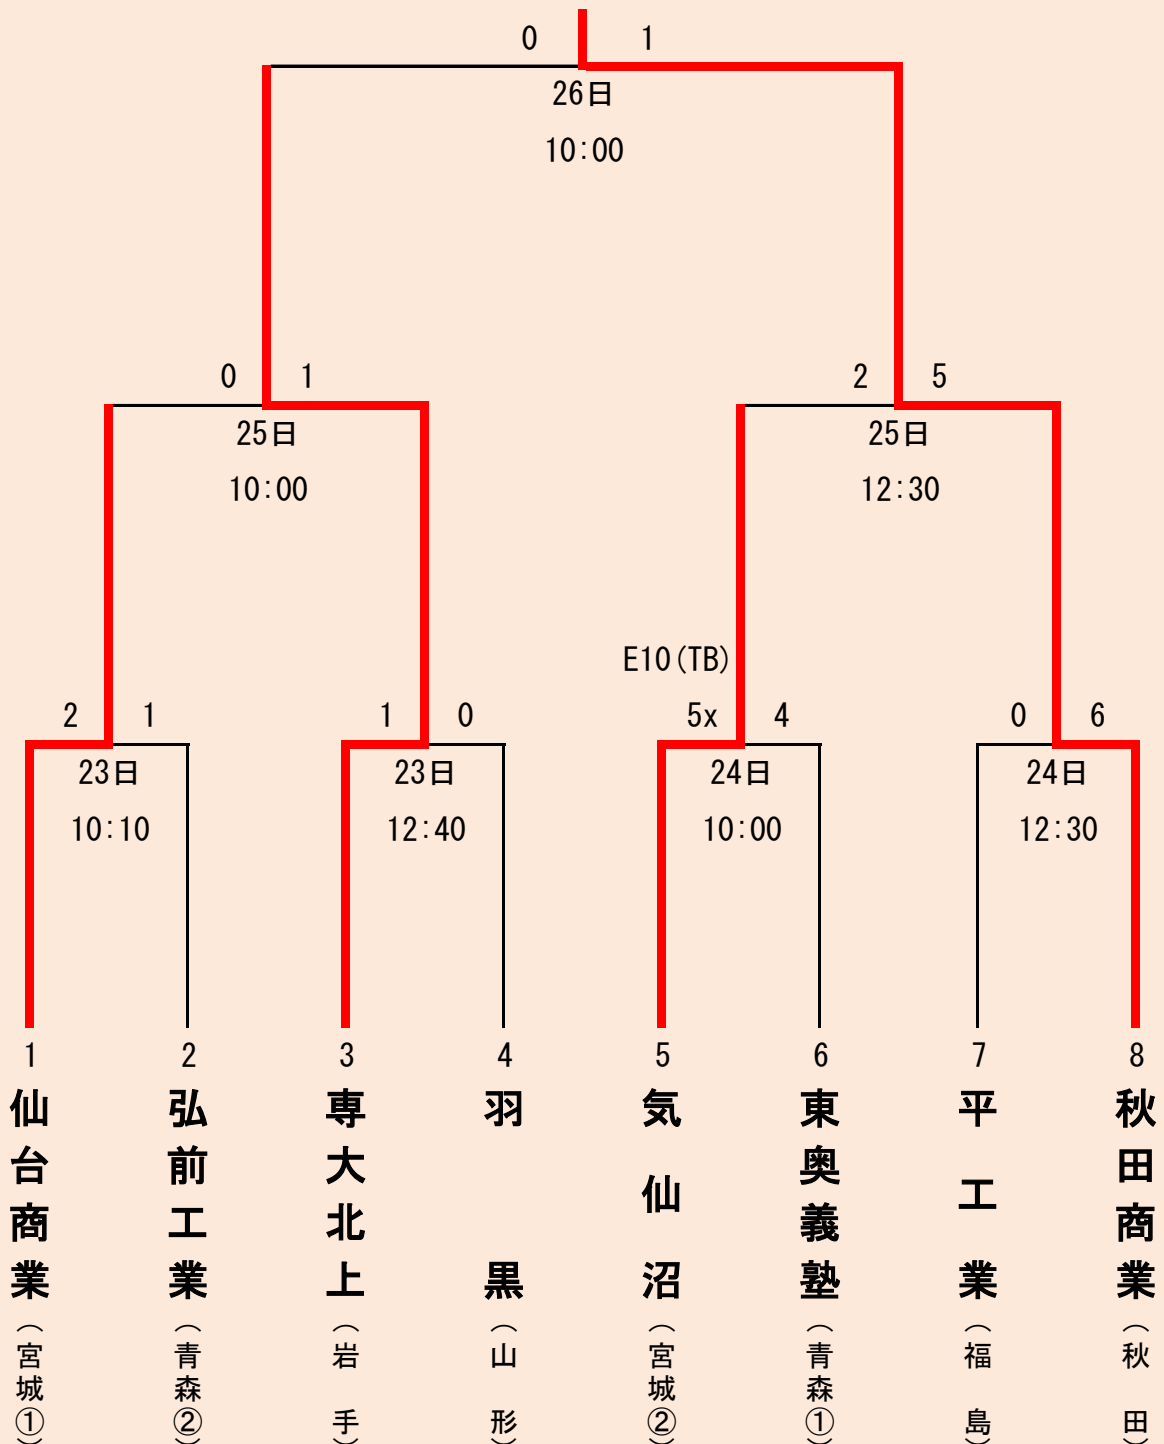 0 1
26日
10:00
0 1
25日
10:00
2 5
25日
12:30
E10(TB)
2 1
23日
10:10
1 0
23日
12:40
5x 4
24日
10:00
0 6
24日
12:30
1
仙台商業
(宮城①)
2
弘前工業
(青森②)
3
専大北上
(岩手)
4
羽黒
(山形)
5
気仙沼
(宮城②)
6
東奥義塾
(青森①)
7
平工業
(福島)
8
秋田商業
(秋田)